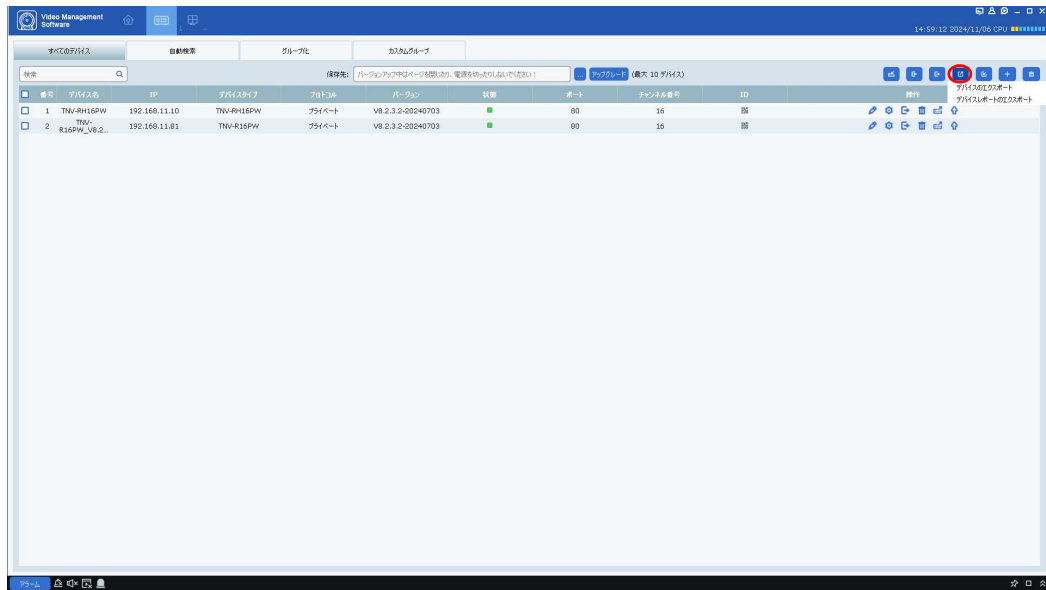 Video Management
Software
14:59:12 2024/11/06 CPU
すべてのデバイス 自動検索 グループ化 カスタムグループ
検索 保存先: バージョンアップ中はページを閉じたり、電源を切ったりしないでください! ... アップグレード (最大 10 デバイス)
デバイスのエクスポート
デバイスレポートのエクスポート
番号 デバイス名 IP デバイスタイプ プロトコル バージョン 状態 ポート チャンネル番号 ID 操作
1 TNV-RH16PW 192.168.11.10 TNV-RH16PW プライベート V8.2.3.2-20240703 80 16
2 TNV-R16PW_V8.2... 192.168.11.81 TNV-R16PW プライベート V8.2.3.2-20240703 80 16
アラーム